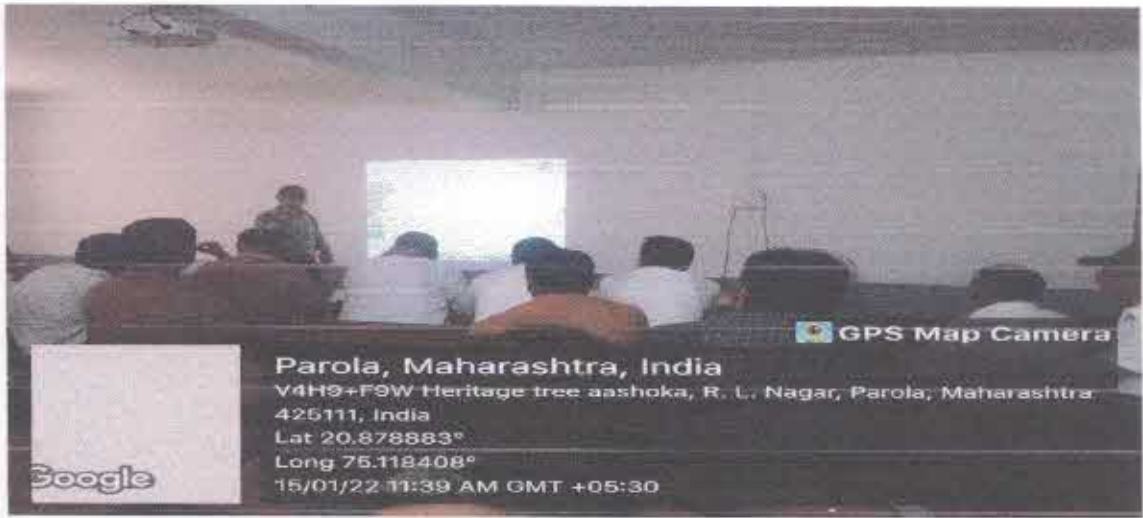 GPS Map Camera
Parola, Maharashtra, India
V4H9+F9W Heritage tree aashoka, R. L. Nagar, Parola, Maharashtra
425111, India
Lat 20.878883°
Long 75.118408°
15/01/22 11:39 AM GMT +05:30
Google